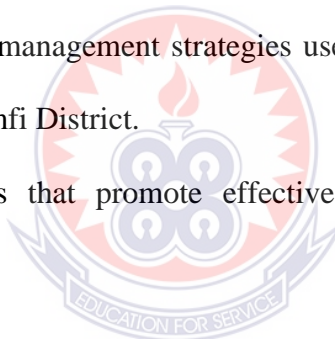 management strategies use
nfi District.
s that promote effective
EDUCATION FOR SERVICE